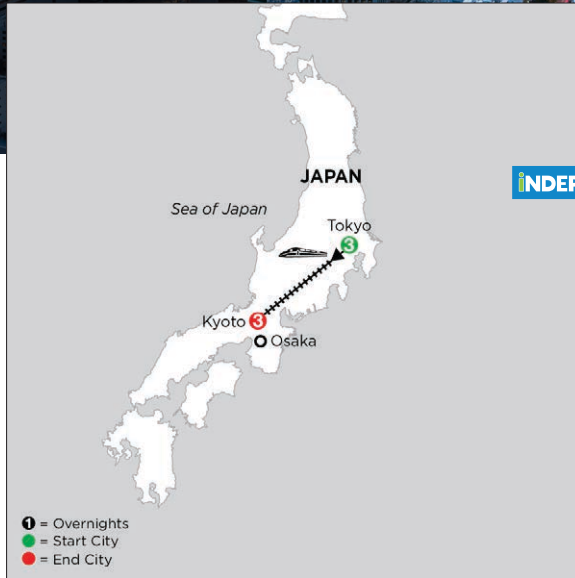 JAPAN
Sea of Japan
iNDEP
Tokyo
3
Kyoto 3
Osaka
1 = Overnights
= Start City
= End City